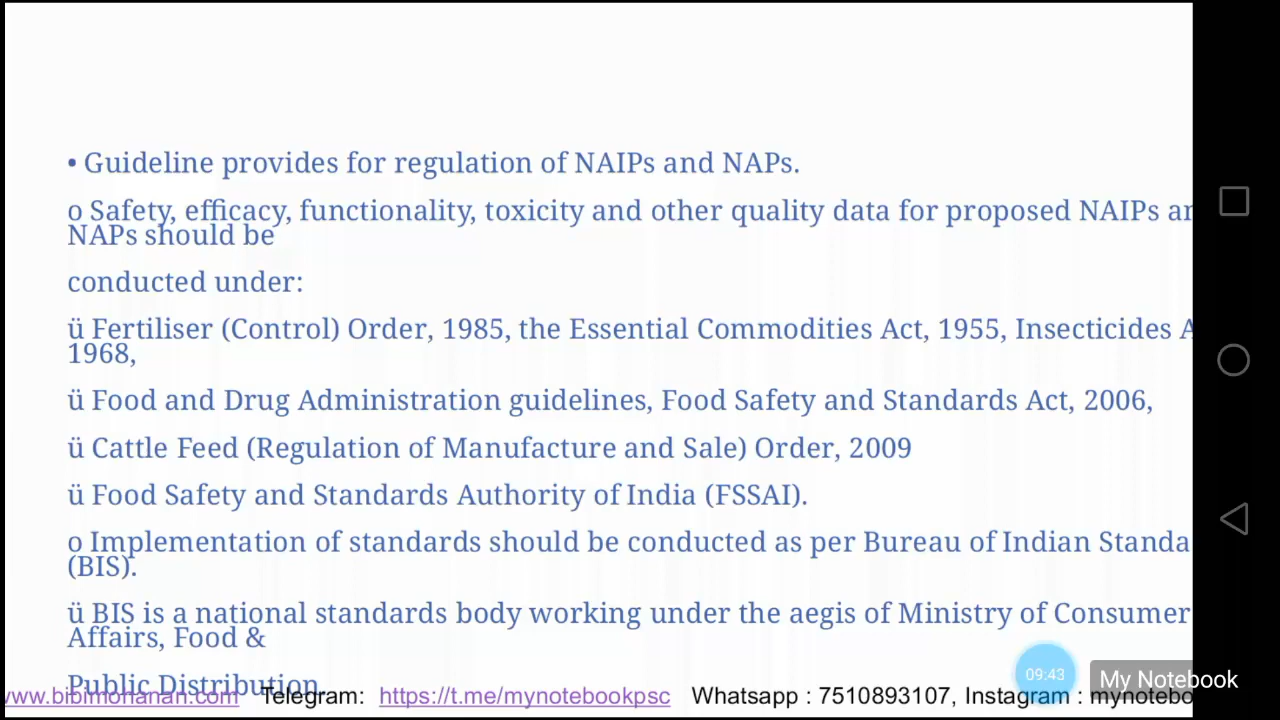 • Guideline provides for regulation of NAIPs and NAPs.
o Safety, efficacy, functionality, toxicity and other quality data for proposed NAIPs
NAPs should be
conducted under:
ü Fertiliser (Control) Order, 1985, the Essential Commodities Act, 1955, Insecticides
1968,
ü Food and Drug Administration guidelines, Food Safety and Standards Act, 2006,
ü Cattle Feed (Regulation of Manufacture and Sale) Order, 2009
ü Food Safety and Standards Authority of India (FSSAI).
o Implementation of standards should be conducted as per Bureau of Indian Standa
(BIS).
ü BIS is a national standards body working under the aegis of Ministry of Consumer
Affairs, Food &
Public Distribution.
09:43
My Notebook
www.bibimohanan.com Telegram: https://t.me/mynotebookpsc Whatsapp : 7510893107, Instagram : mynotebo